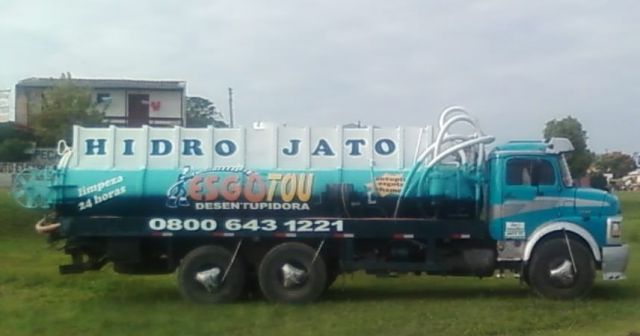 HIDRO JATO
limpeza
24 horas
ESGOTOU
DESENTUPIDORA
0800 643 1221